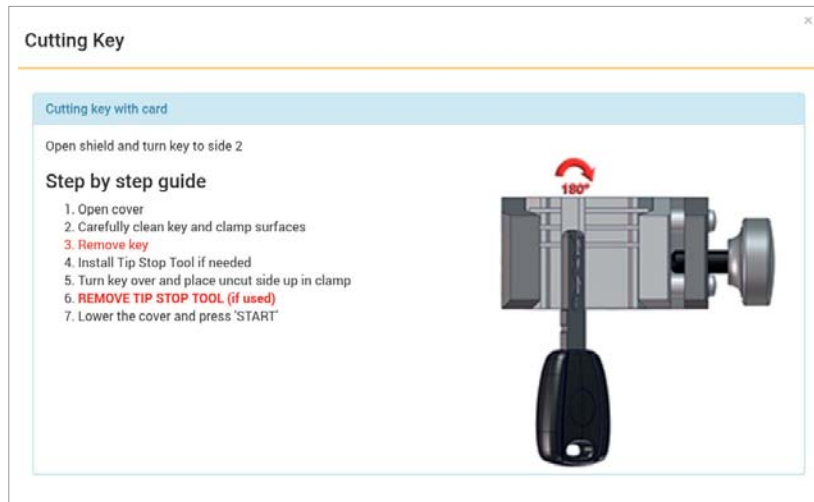 Cutting Key
Cutting key with card
Open shield and turn key to side 2
Step by step guide
1. Open cover
2. Carefully clean key and clamp surfaces
3. Remove key
4. Install Tip Stop Tool if needed
5. Turn key over and place uncut side up in clamp
6. REMOVE TIP STOP TOOL (if used)
7. Lower the cover and press 'START'
180°